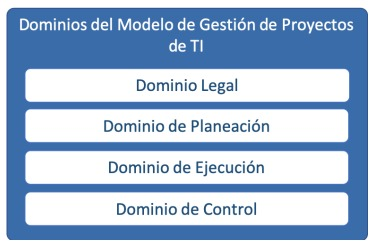 Dominios del Modelo de Gestión de Proyectos
de TI
Dominio Legal
Dominio de Planeación
Dominio de Ejecución
Dominio de Control